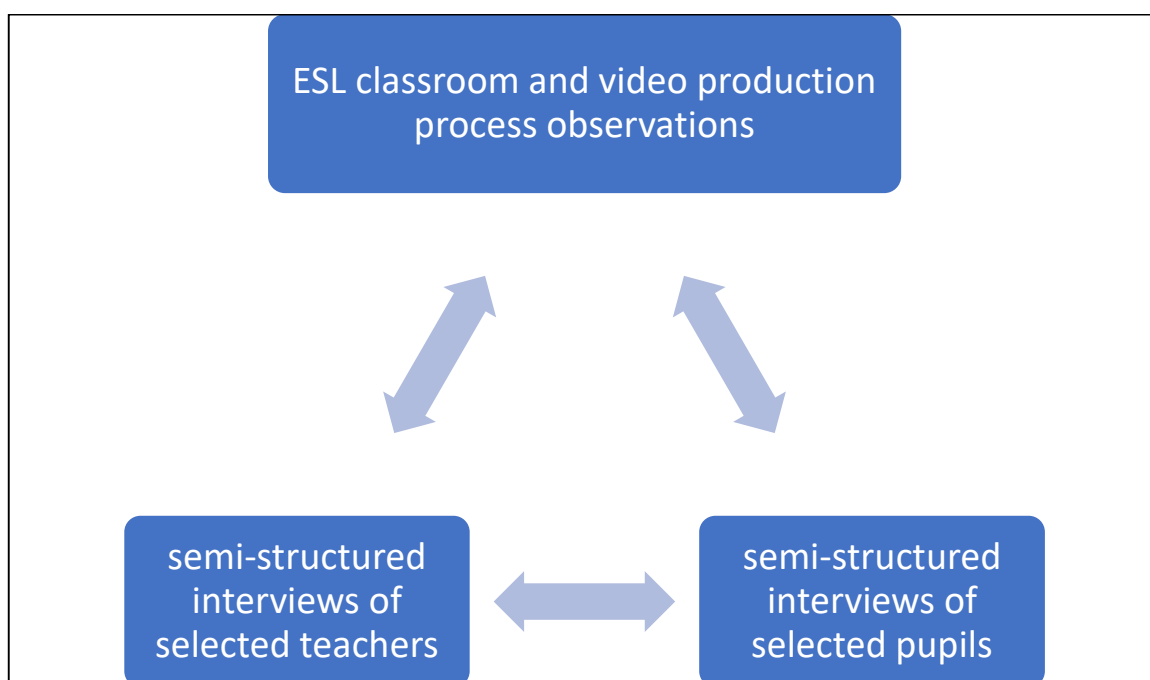 ESL classroom and video production
process observations
semi-structured
interviews of
selected teachers
semi-structured
interviews of
selected pupils